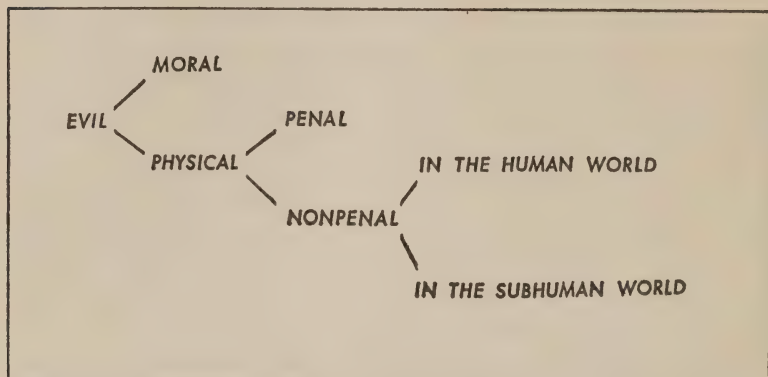 MORAL
EVIL
PENAL
PHYSICAL
IN THE HUMAN WORLD
NONPENAL
IN THE SUBHUMAN WORLD